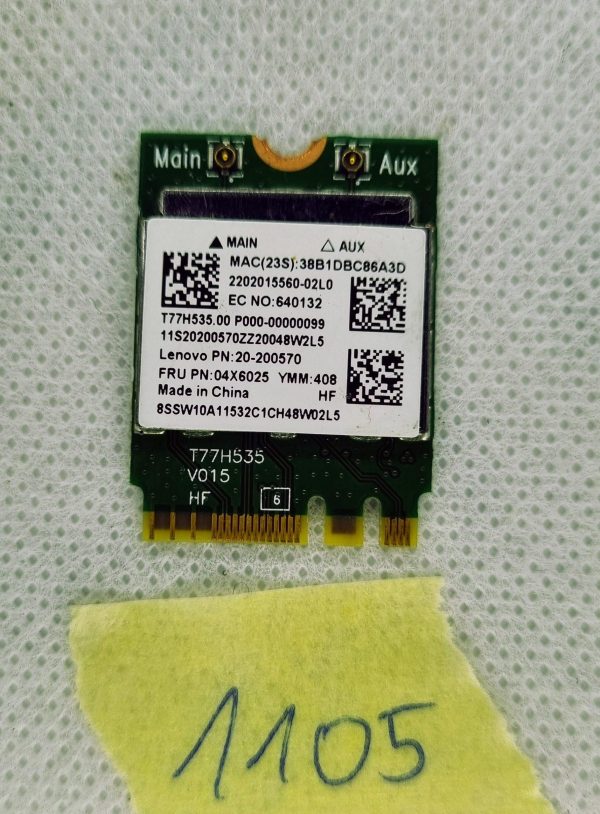 Main Aux
▲ MAIN △ AUX
MAC(23S):38B1DBC86A3D
2202015560-02L0
EC NO:640132
T77H535.00 P000-00000099
11S20200570ZZ20048W2L5
Lenovo PN:20-200570
FRU PN:04X6025 YMM:408
Made in China HF
8SSW10A11532C1CH48W02L5
T77H535
V015
HF 6
1105